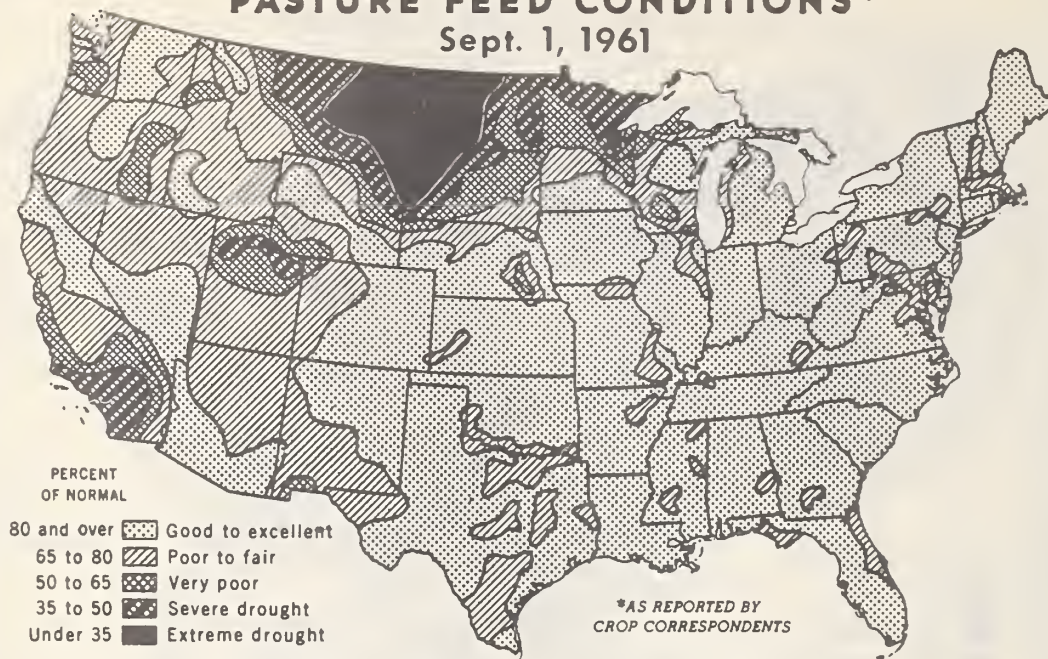 PASTURE FEED CONDITIONS*
Sept. 1, 1961
PERCENT
OF NORMAL
80 and over Good to excellent
65 to 80 Poor to fair
50 to 65 Very poor
35 to 50 Severe drought
Under 35 Extreme drought
*AS REPORTED BY
CROP CORRESPONDENTS